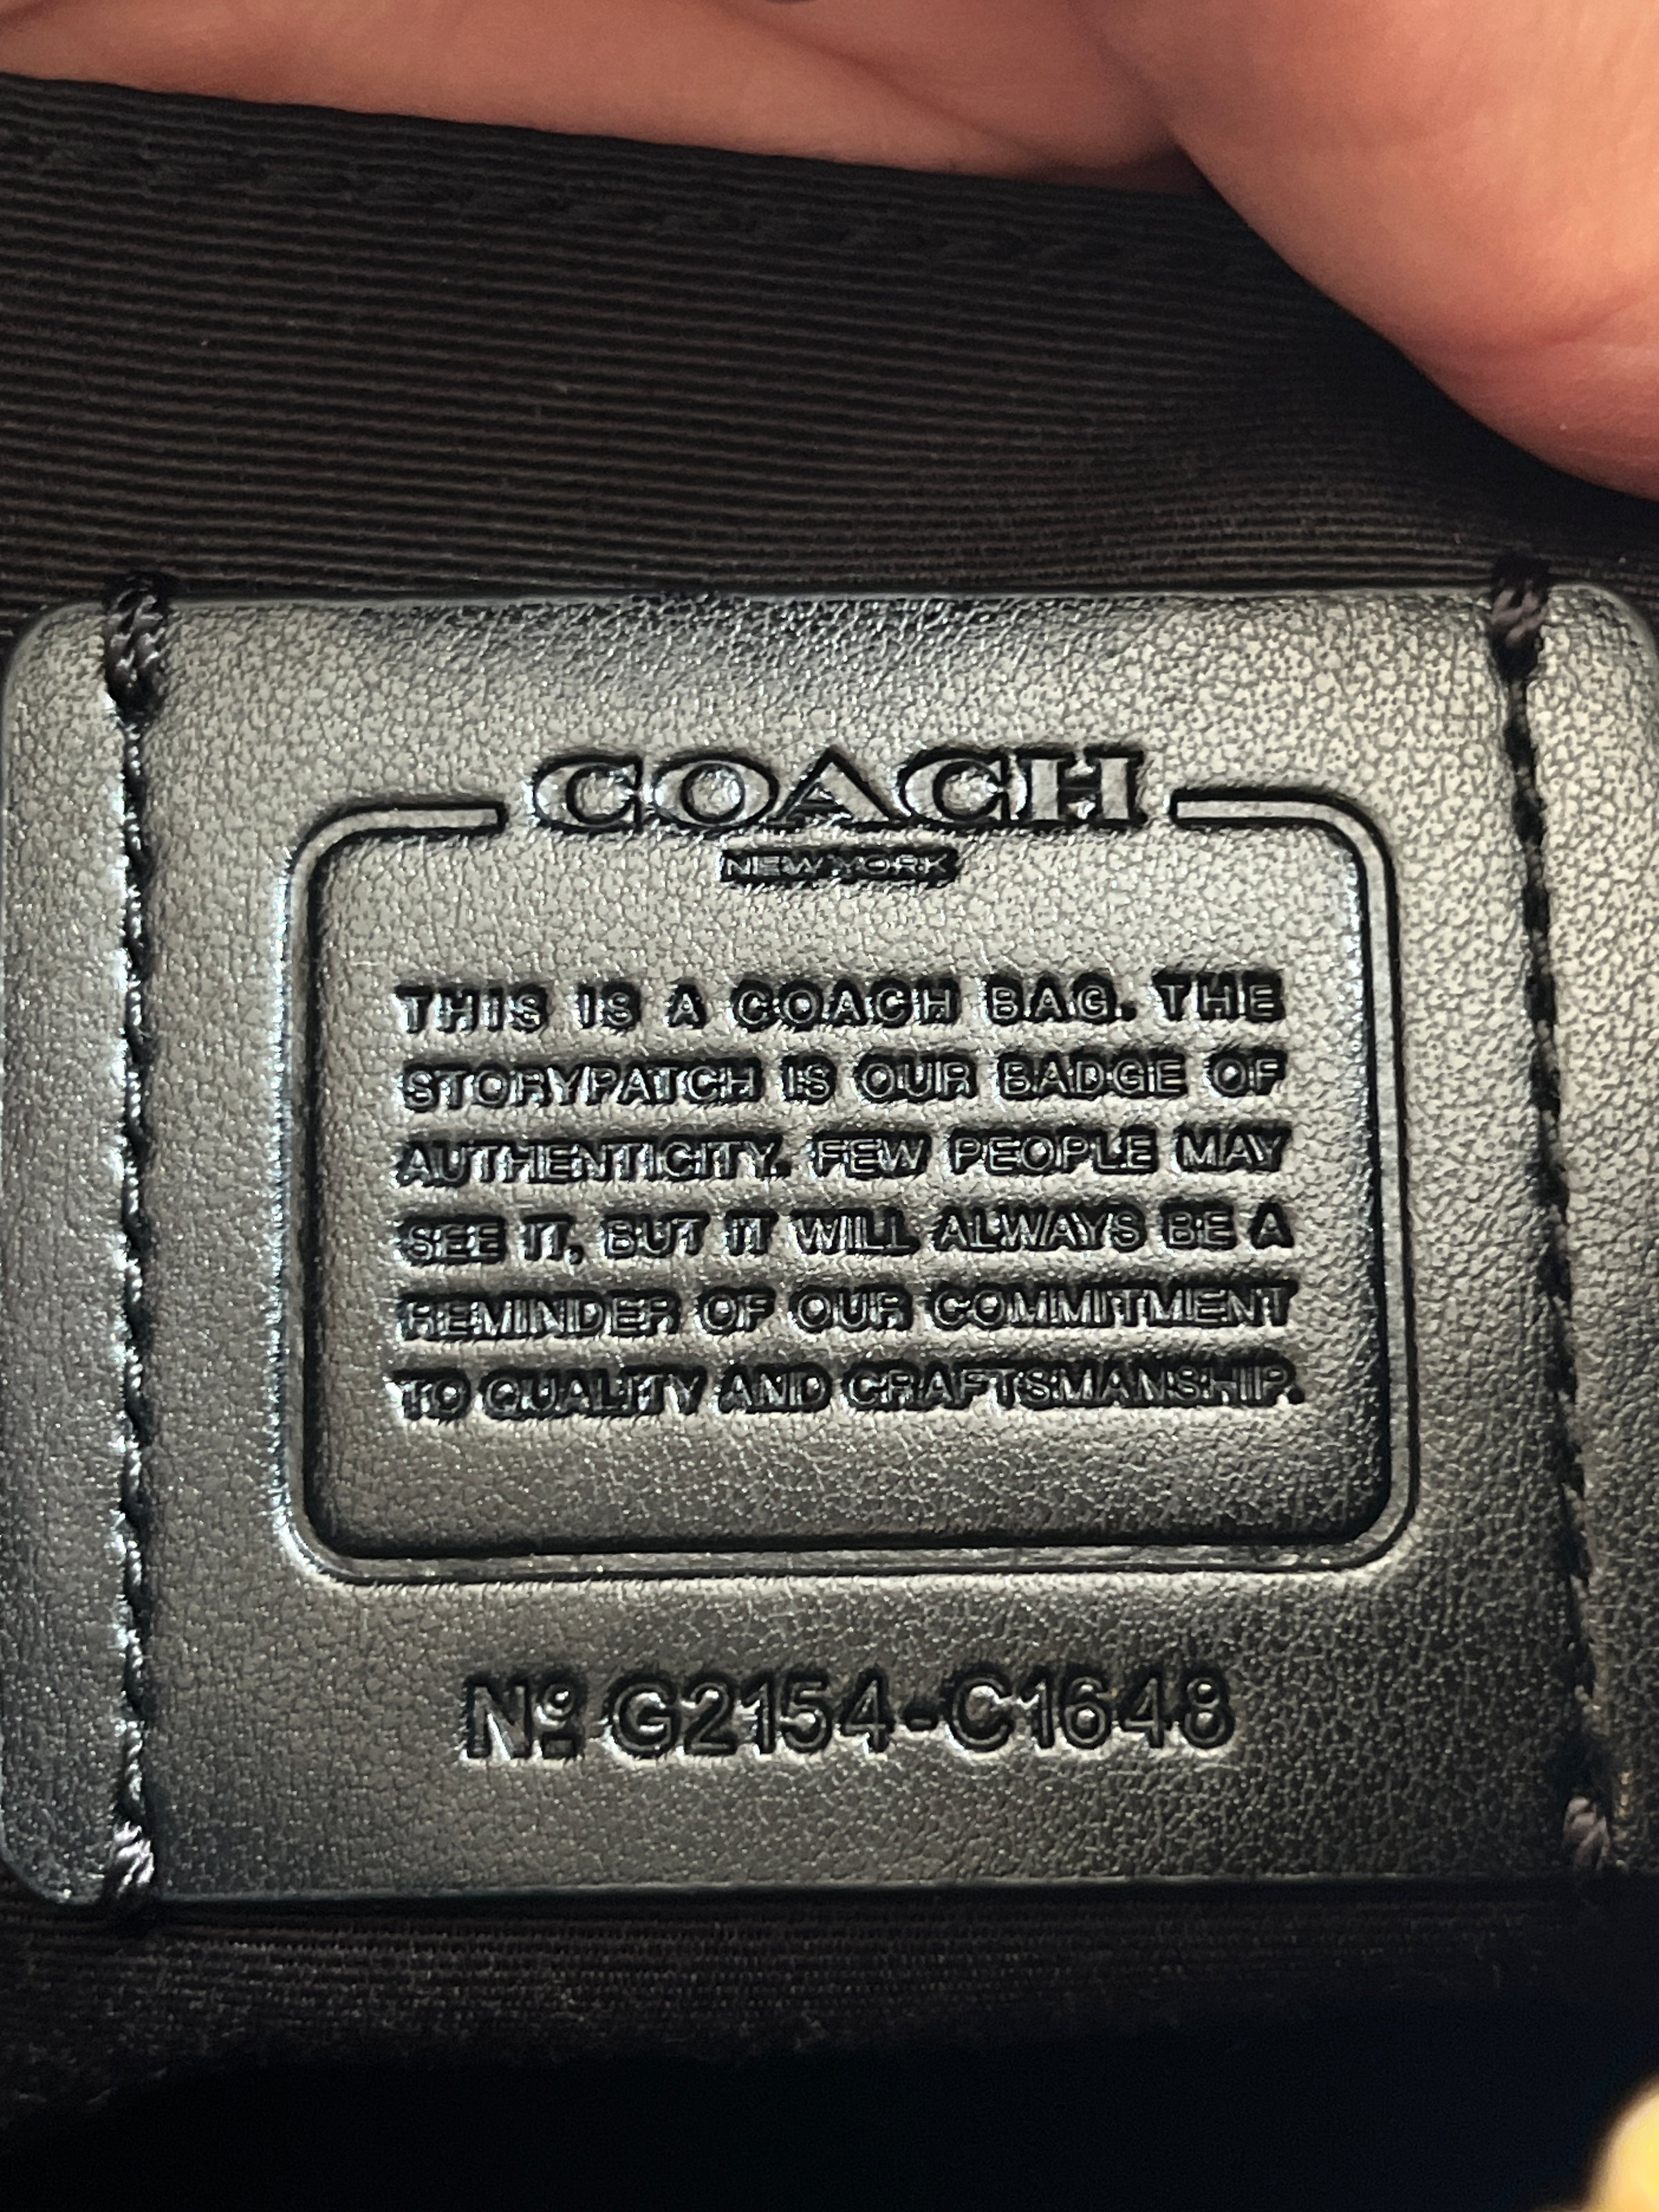 COACH
NEW YORK
THIS IS A COACH BAG. THE
STORYPATCH IS OUR BADGE OF
AUTHENTICITY. FEW PEOPLE MAY
SEE IT, BUT IT WILL ALWAYS BE A
REMINDER OF OUR COMMITMENT
TO QUALITY AND CRAFTSMANSHIP.
Nº G2154-C1648